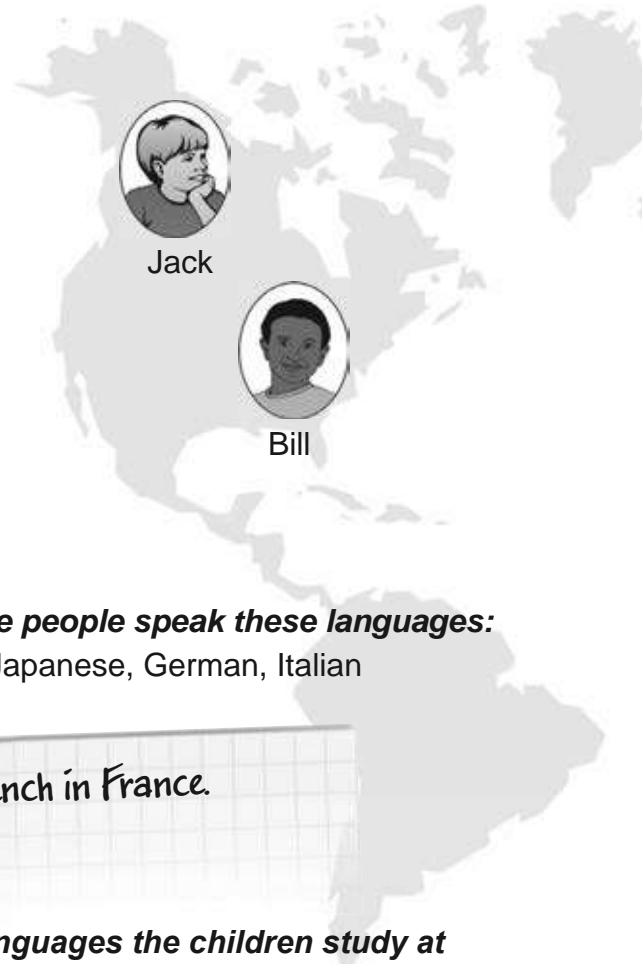 Jack
Bill
e people speak these languages:
Japanese, German, Italian
nch in France.
nguages the children study at